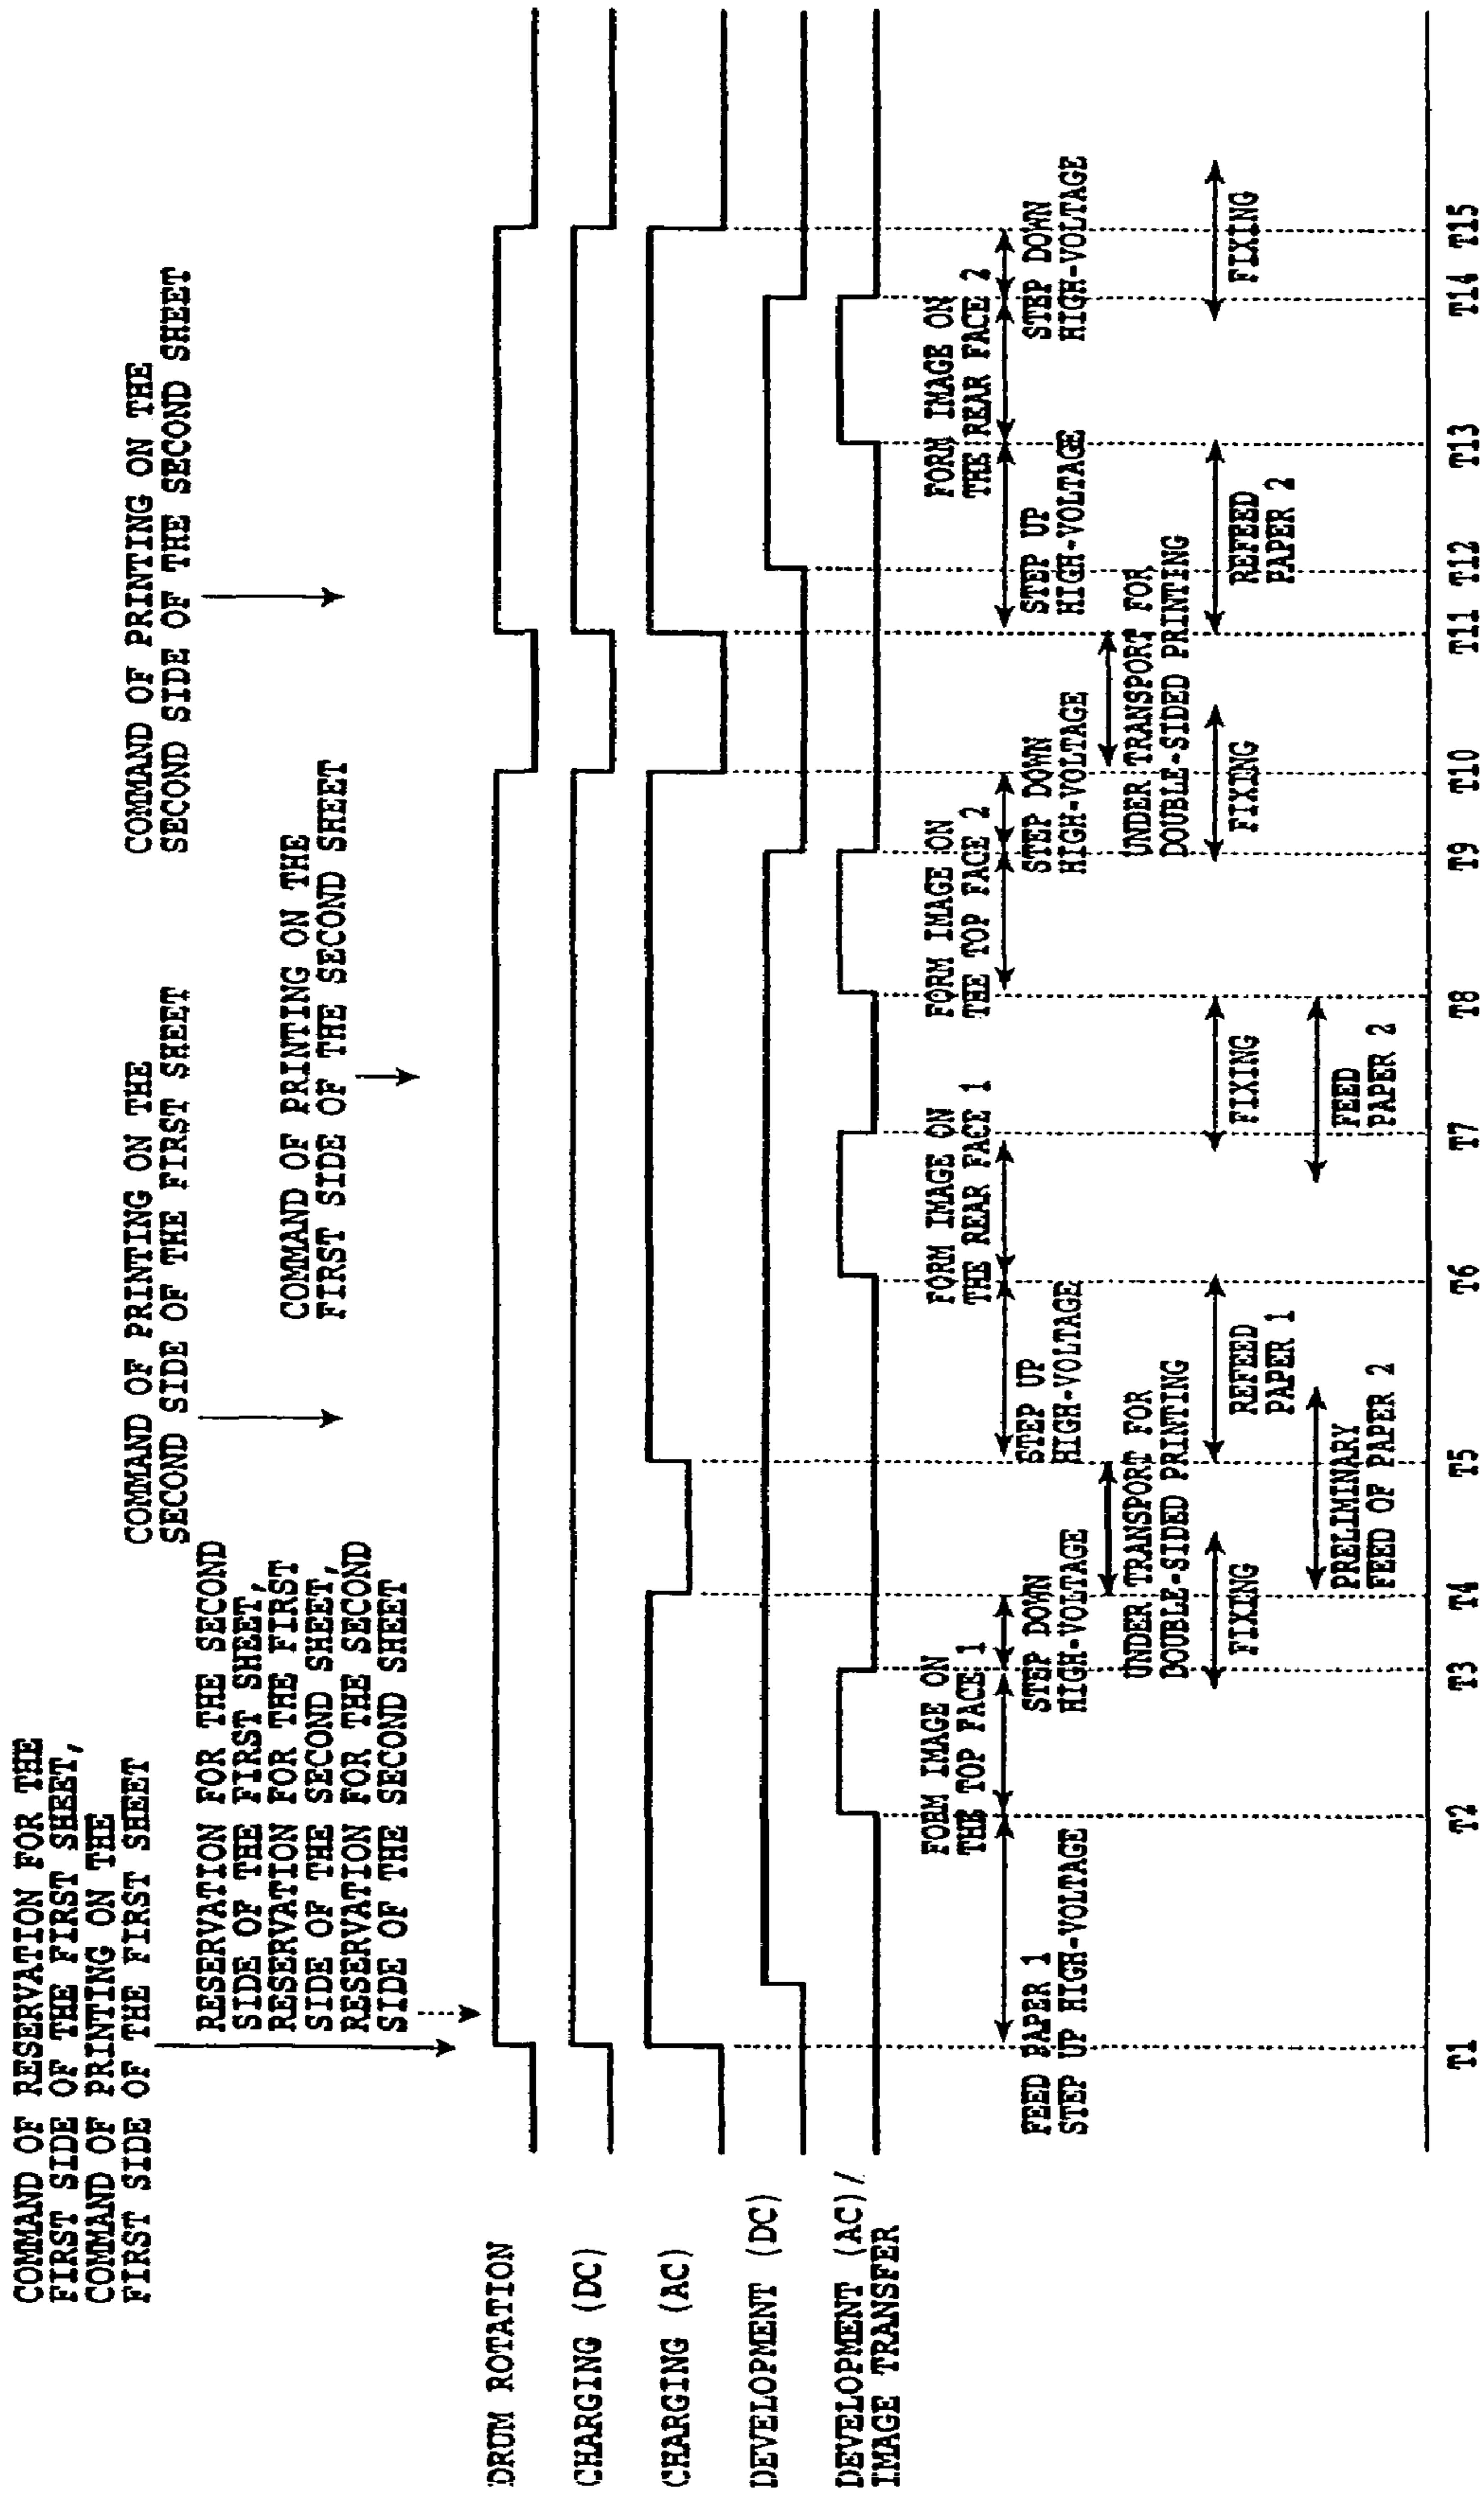 COMMAND OF RESERVATION FOR THE
FIRST SIDE OF THE FIRST SHEET,
COMMAND OF PRINTING ON THE
FIRST SIDE OF THE FIRST SHEET
RESERVATION FOR THE SECOND
SIDE OF THE FIRST SHEET,
RESERVATION FOR THE FIRST
SIDE OF THE SECOND SHEET,
RESERVATION FOR THE SECOND
SIDE OF THE SECOND SHEET
COMMAND OF PRINTING ON THE
SECOND SIDE OF THE FIRST SHEET
COMMAND OF PRINTING ON THE
FIRST SIDE OF THE SECOND SHEET
COMMAND OF PRINTING ON THE
SECOND SIDE OF THE SECOND SHEET
DRUM ROTATION
CHARGING (DC)
CHARGING (AC)
DEVELOPMENT (DC)
DEVELOPMENT (AC)/
IMAGE TRANSFER
FEED PAPER 1
STEP UP HIGH-VOLTAGE
FORM IMAGE ON
THE TOP FACE 1
STEP DOWN
HIGH-VOLTAGE
UNDER TRANSPORT FOR
DOUBLE-SIDED PRINTING
FIXING
PRELIMINARY
FEED OF PAPER 2
STEP UP
HIGH-VOLTAGE
REFEED
PAPER 1
FORM IMAGE ON
THE REAR FACE 1
FIXING
FEED
PAPER 2
FORM IMAGE ON
THE TOP FACE 2
STEP DOWN
HIGH-VOLTAGE
UNDER TRANSPORT FOR
DOUBLE-SIDED PRINTING
FIXING
STEP UP
HIGH-VOLTAGE
REFEED
PAPER 2
FORM IMAGE ON
THE REAR FACE 2
STEP DOWN
HIGH-VOLTAGE
FIXING
T1 T2 T3 T4 T5 T6 T7 T8 T9 T10 T11 T12 T13 T14 T15